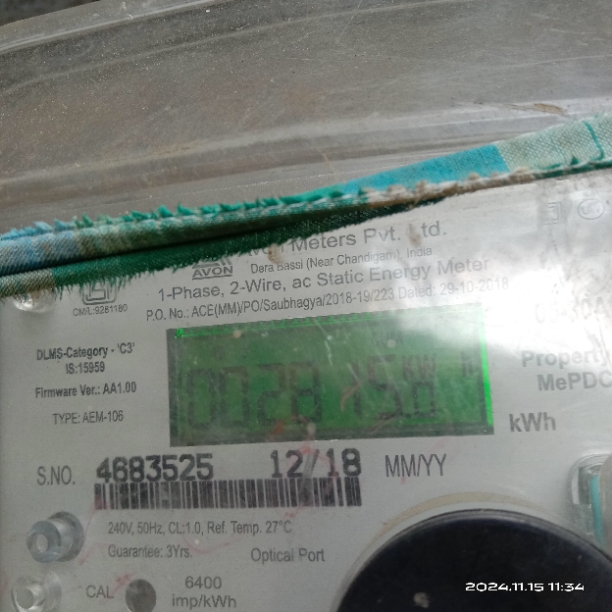 Meters Pvt. Ltd.
AVON
Dera Bassi (Near Chandigarh), India.
CM/L:9281180
1-Phase, 2-Wire, ac Static Energy Meter
P.O. No.: ACE(MM)/PO/Saubhagya/2018-19/223 Dated: 29-10-2018
DLMS-Category - 'C3'
IS:15959
Firmware Ver.: AA1.00
TYPE: AEM-106
Property
MePDC
kWh
S.NO. 4683525 12/18 MM/YY
240V, 50Hz, CL:1.0, Ref. Temp. 27°C
Guarantee: 3Yrs. Optical Port
CAL 6400
imp/kWh
2024.11.15 11:34